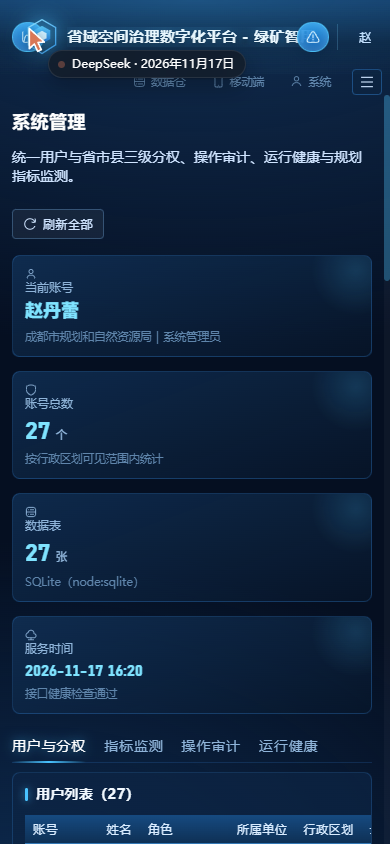 省域空间治理数字化平台 - 绿矿智
赵
DeepSeek · 2026年11月17日
数据仓 移动端 系统
系统管理
统一用户与省市县三级分权、操作审计、运行健康与规划
指标监测。
刷新全部
当前账号
赵丹蕾
成都市规划和自然资源局 | 系统管理员
账号总数
27 个
按行政区划可见范围内统计
数据表
27 张
SQLite（node:sqlite）
服务时间
2026-11-17 16:20
接口健康检查通过
用户与分权 指标监测 操作审计 运行健康
用户列表（27）
账号 姓名 角色 所属单位 行政区划